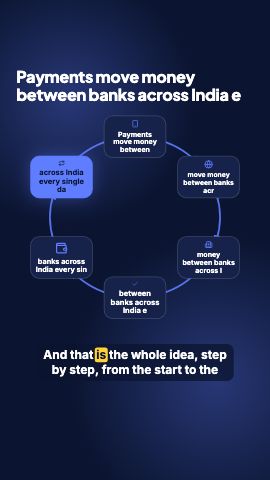 Payments move money
between banks across India e
Payments
move money
between
across India
every single
da
move money
between banks
acr
banks across
India every sin
money
between banks
across I
between
banks across
India e
And that is the whole idea, step
by step, from the start to the